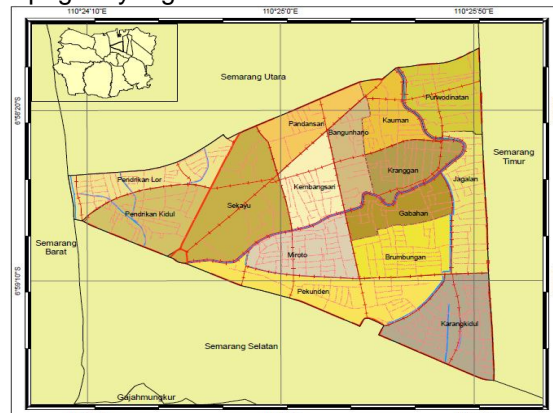 110°24'10"E 110°25'0"E 110°25'50"E
6°58'20"S
6°59'10"S
Semarang Utara
Purwodinatan
Pandansari
Kauman
Bangunharjo
Semarang
Timur
Kranggan
Pendrikan Lor
Kembangsari
Jagalan
Pendrikan Kidul
Sekayu
Gabahan
Semarang
Barat
Miroto
Brumbungan
Pekunden
Karangkidul
Semarang Selatan
Gajahmungkur